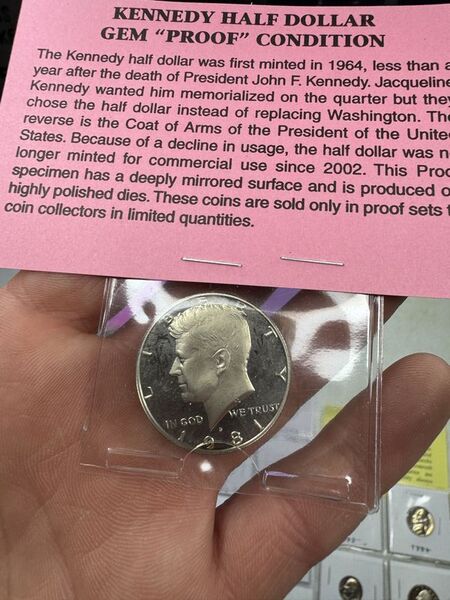 KENNEDY HALF DOLLAR
GEM “PROOF” CONDITION
The Kennedy half dollar was first minted in 1964, less than a
year after the death of President John F. Kennedy. Jacqueline
Kennedy wanted him memorialized on the quarter but they
chose the half dollar instead of replacing Washington. The
reverse is the Coat of Arms of the President of the United
States. Because of a decline in usage, the half dollar was n
longer minted for commercial use since 2002. This Proo
specimen has a deeply mirrored surface and is produced o
highly polished dies. These coins are sold only in proof sets t
coin collectors in limited quantities.
LIBERTY
IN GOD WE TRUST
1981